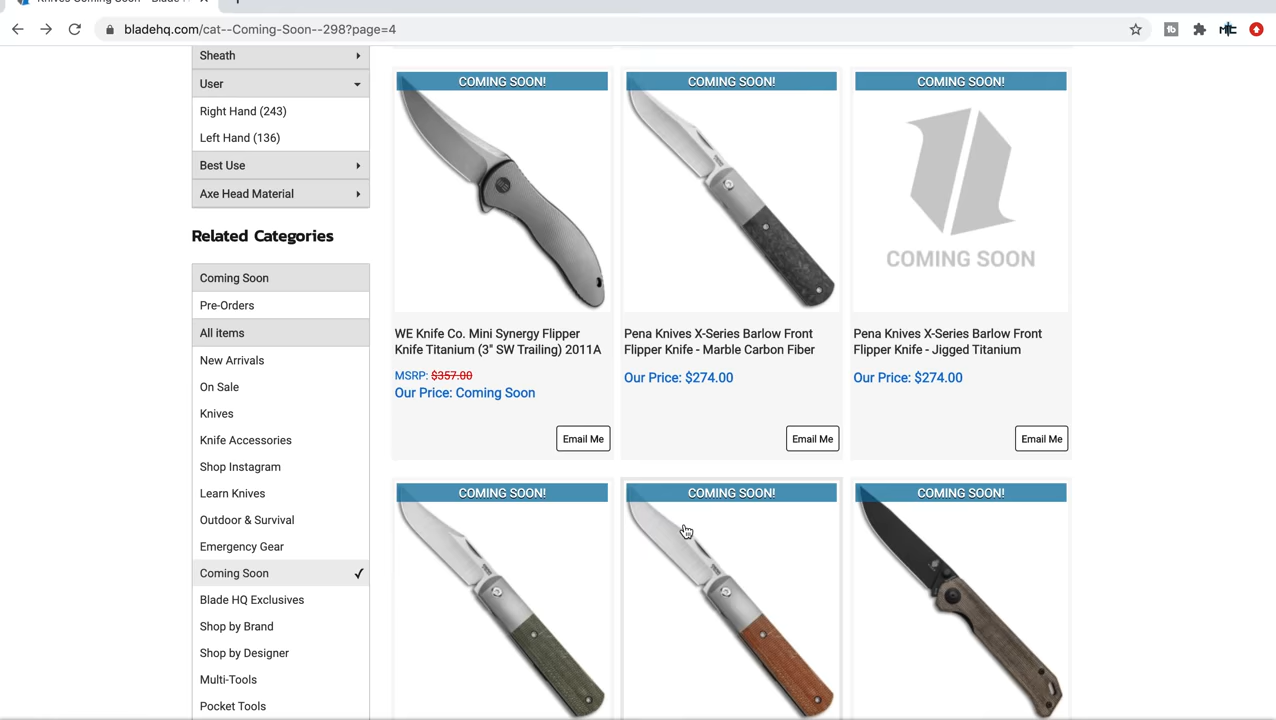 Knives Coming Soon - Blade H
bladehq.com/cat--Coming-Soon--298?page=4
Sheath
User
Right Hand (243)
Left Hand (136)
Best Use
Axe Head Material
Related Categories
Coming Soon
Pre-Orders
All items
New Arrivals
On Sale
Knives
Knife Accessories
Shop Instagram
Learn Knives
Outdoor & Survival
Emergency Gear
Coming Soon
Blade HQ Exclusives
Shop by Brand
Shop by Designer
Multi-Tools
Pocket Tools
COMING SOON!
WE Knife Co. Mini Synergy Flipper
Knife Titanium (3" SW Trailing) 2011A
MSRP: $357.00
Our Price: Coming Soon
Email Me
COMING SOON!
Pena Knives X-Series Barlow Front
Flipper Knife - Marble Carbon Fiber
Our Price: $274.00
Email Me
COMING SOON!
COMING SOON
Pena Knives X-Series Barlow Front
Flipper Knife - Jigged Titanium
Our Price: $274.00
Email Me
COMING SOON!
COMING SOON!
COMING SOON!